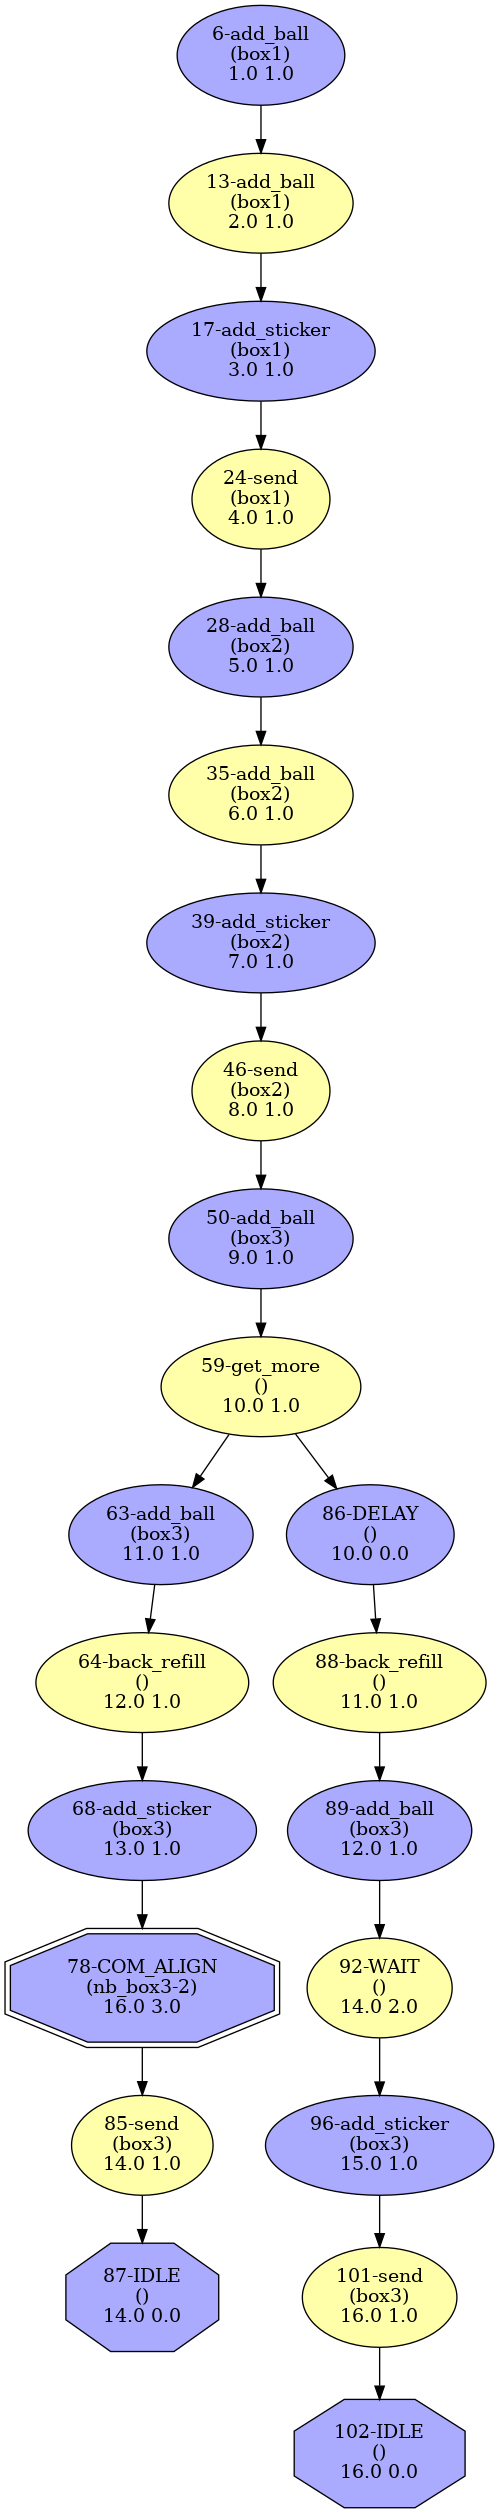 6-add_ball
(box1)
1.0 1.0
13-add_ball
(box1)
2.0 1.0
17-add_sticker
(box1)
3.0 1.0
24-send
(box1)
4.0 1.0
28-add_ball
(box2)
5.0 1.0
35-add_ball
(box2)
6.0 1.0
39-add_sticker
(box2)
7.0 1.0
46-send
(box2)
8.0 1.0
50-add_ball
(box3)
9.0 1.0
59-get_more
()
10.0 1.0
63-add_ball
(box3)
11.0 1.0
86-DELAY
()
10.0 0.0
64-back_refill
()
12.0 1.0
88-back_refill
()
11.0 1.0
68-add_sticker
(box3)
13.0 1.0
89-add_ball
(box3)
12.0 1.0
78-COM_ALIGN
(nb_box3-2)
16.0 3.0
92-WAIT
()
14.0 2.0
85-send
(box3)
14.0 1.0
96-add_sticker
(box3)
15.0 1.0
87-IDLE
()
14.0 0.0
101-send
(box3)
16.0 1.0
102-IDLE
()
16.0 0.0